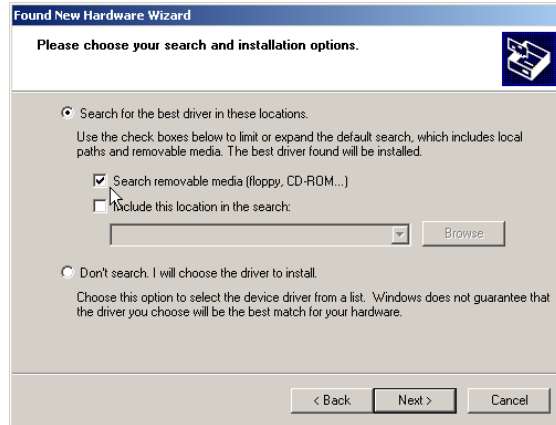 Found New Hardware Wizard
Please choose your search and installation options.
Search for the best driver in these locations.
Use the check boxes below to limit or expand the default search, which includes local
paths and removable media. The best driver found will be installed.
Search removable media (floppy, CD-ROM...)
Include this location in the search:
Browse
Don't search. I will choose the driver to install.
Choose this option to select the device driver from a list. Windows does not guarantee that
the driver you choose will be the best match for your hardware.
< Back Next > Cancel